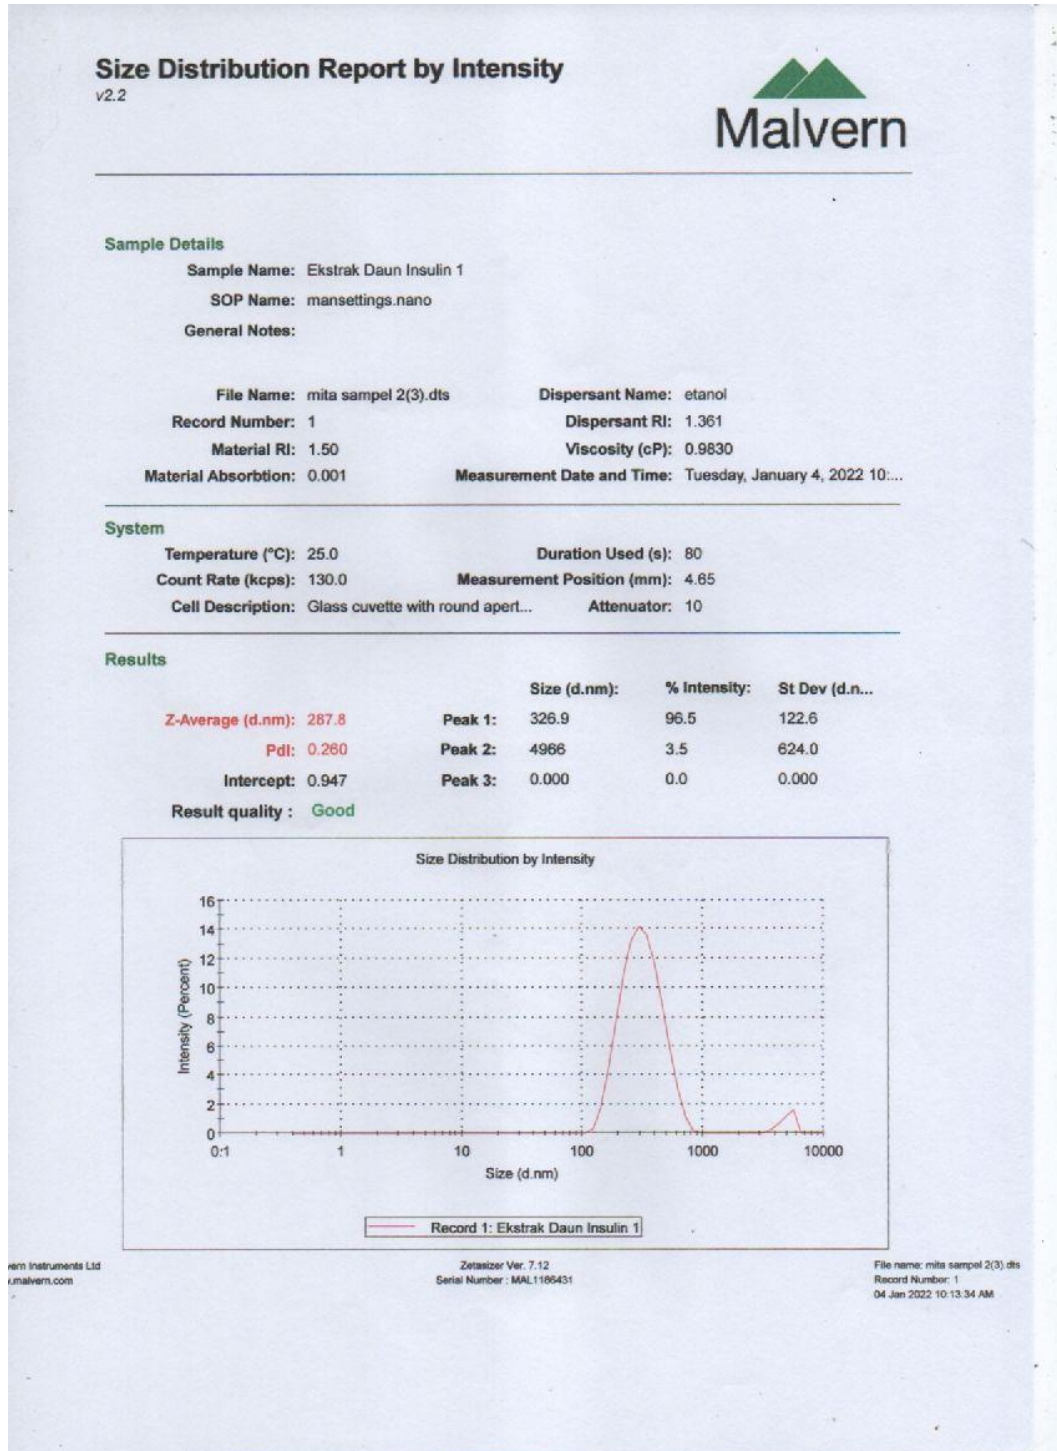 Size Distribution Report by Intensity
v2.2
Malvern
Sample Details
Sample Name: Ekstrak Daun Insulin 1
SOP Name: mansettings.nano
General Notes:
File Name: mita sampel 2(3).dts Dispersant Name: etanol
Record Number: 1 Dispersant RI: 1.361
Material RI: 1.50 Viscosity (cP): 0.9830
Material Absorbtion: 0.001 Measurement Date and Time: Tuesday, January 4, 2022 10:...
System
Temperature (°C): 25.0 Duration Used (s): 80
Count Rate (kcps): 130.0 Measurement Position (mm): 4.65
Cell Description: Glass cuvette with round apert... Attenuator: 10
Results
Size (d.nm): % Intensity: St Dev (d.n...
Z-Average (d.nm): 287.8 Peak 1: 326.9 96.5 122.6
PdI: 0.260 Peak 2: 4966 3.5 624.0
Intercept: 0.947 Peak 3: 0.000 0.0 0.000
Result quality : Good
Size Distribution by Intensity
Intensity (Percent)
16
14
12
10
8
6
4
2
0
0.1 1 10 100 1000 10000
Size (d.nm)
Record 1: Ekstrak Daun Insulin 1
vern Instruments Ltd Zetasizer Ver. 7.12 File name: mita sampel 2(3).dts
w.malvern.com Serial Number : MAL1186431 Record Number: 1
04 Jan 2022 10:13:34 AM